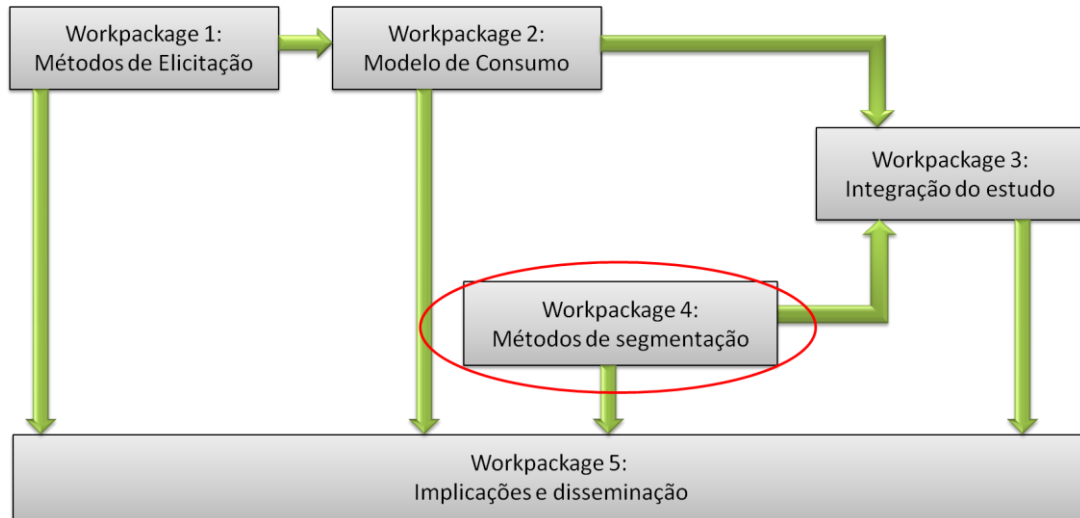 Workpackage 1:
Métodos de Elicitação
Workpackage 2:
Modelo de Consumo
Workpackage 3:
Integração do estudo
Workpackage 4:
Métodos de segmentação
Workpackage 5:
Implicações e disseminação